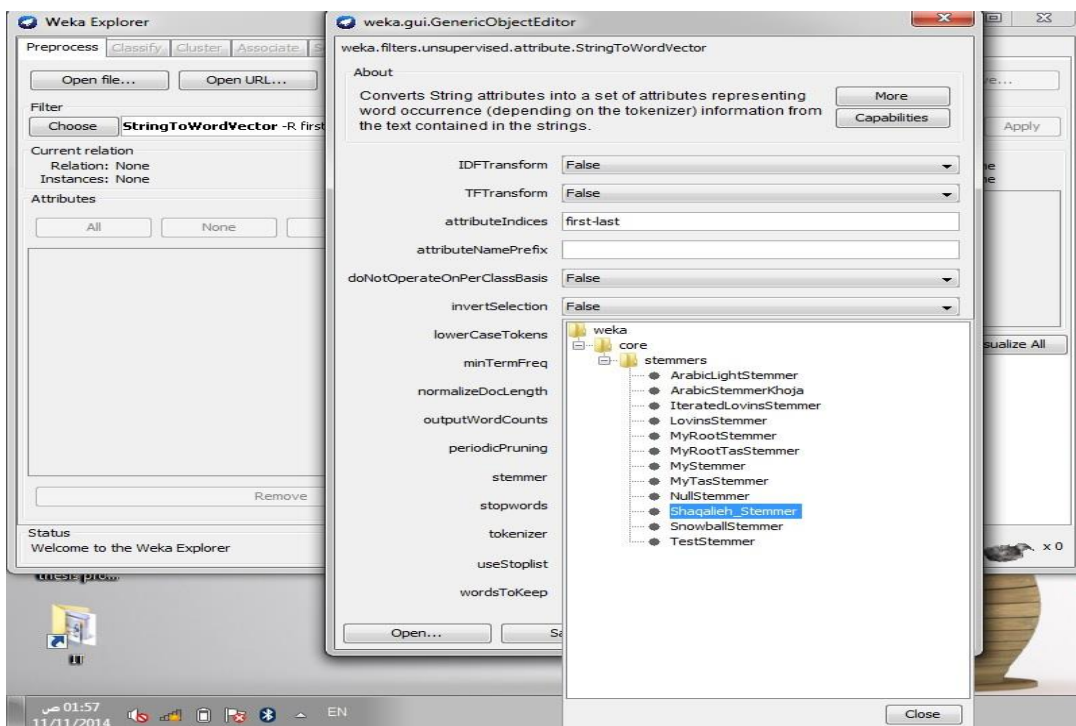 Weka Explorer
Preprocess Classify Cluster Associate
Open file... Open URL...
Filter
Choose StringToWordVector -R first
Current relation
Relation: None
Instances: None
Attributes
All None
Remove
Status
Welcome to the Weka Explorer
weka.gui.GenericObjectEditor
weka.filters.unsupervised.attribute.StringToWordVector
About
Converts String attributes into a set of attributes representing
word occurrence (depending on the tokenizer) information from
the text contained in the strings.
More
Capabilities
IDFTransform False
TFTransform False
attributeIndices first-last
attributeNamePrefix
doNotOperateOnPerClassBasis False
invertSelection False
lowerCaseTokens
minTermFreq
normalizeDocLength
outputWordCounts
periodicPruning
stemmer
stopwords
tokenizer
useStoplist
wordsToKeep
Open...
weka
core
stemmers
ArabicLightStemmer
ArabicStemmerKhoja
IteratedLovinsStemmer
LovinsStemmer
MyRootStemmer
MyRootTasStemmer
MyStemmer
MyTasStemmer
NullStemmer
Shaqalieh_Stemmer
SnowballStemmer
TestStemmer
Close
Apply
sualize All
x 0
01:57 ص
11/11/2014
EN